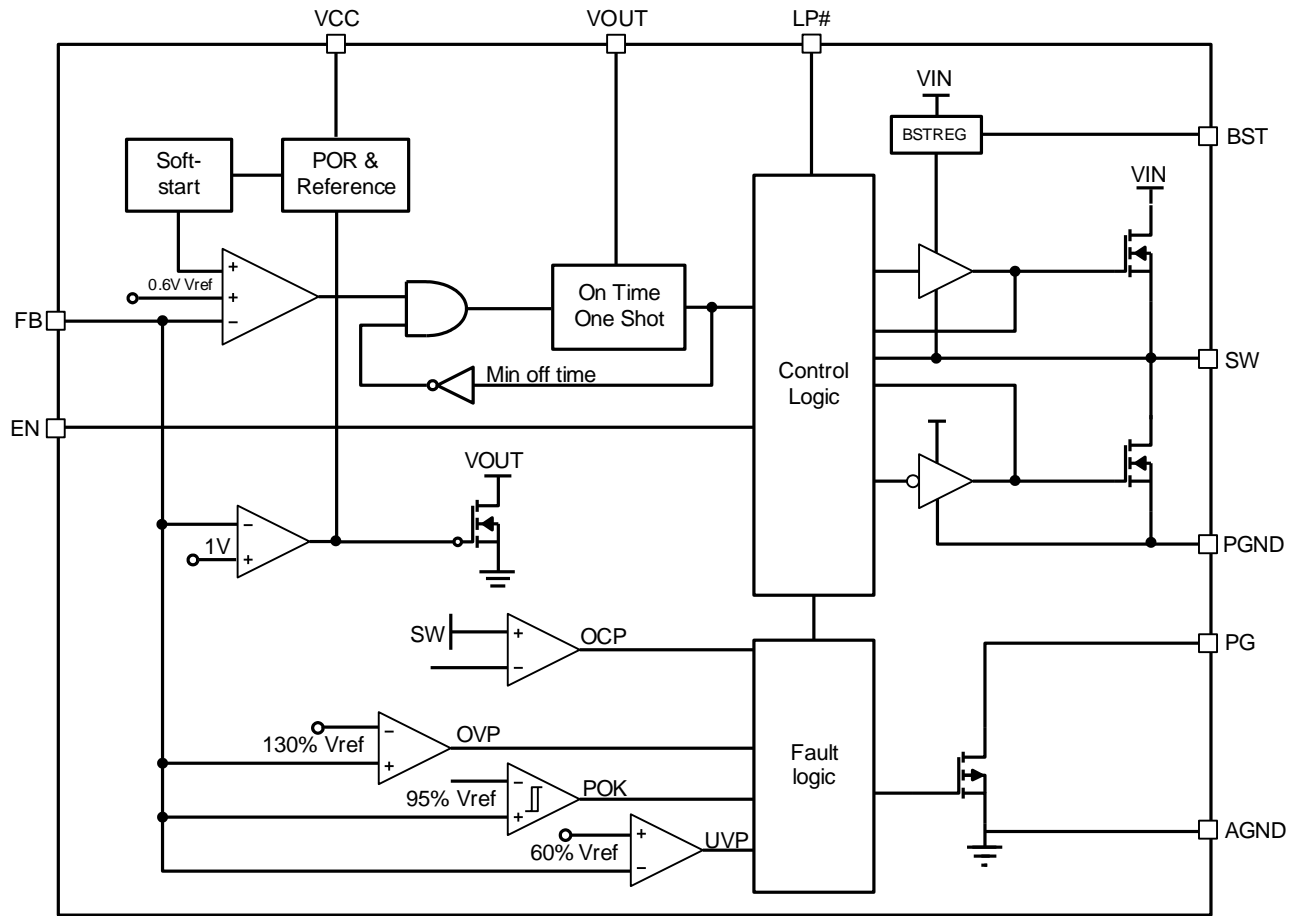 VCC
VOUT
LP#
VIN
BSTREG
BST
Soft-
start
POR &
Reference
VIN
+
0.6V Vref
+
−
FB
On Time
One Shot
Min off time
Control
Logic
SW
EN
VOUT
−
1V
+
PGND
SW
+
−
OCP
PG
130% Vref
−
+
OVP
Fault
logic
95% Vref
−
+
POK
60% Vref
+
−
UVP
AGND